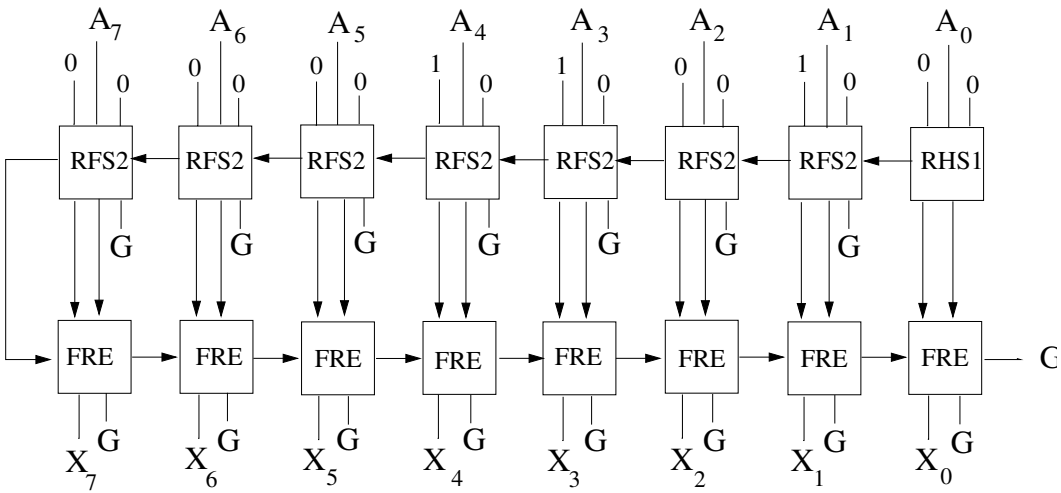 A7 A6 A5 A4 A3 A2 A1 A0
0 0 0 0 0 0 1 0 1 0 0 0 1 0 0 0
RFS2 RFS2 RFS2 RFS2 RFS2 RFS2 RFS2 RHS1
G G G G G G G
FRE FRE FRE FRE FRE FRE FRE FRE G
X7 G X6 G X5 G X4 G X3 G X2 G X1 G X0 G